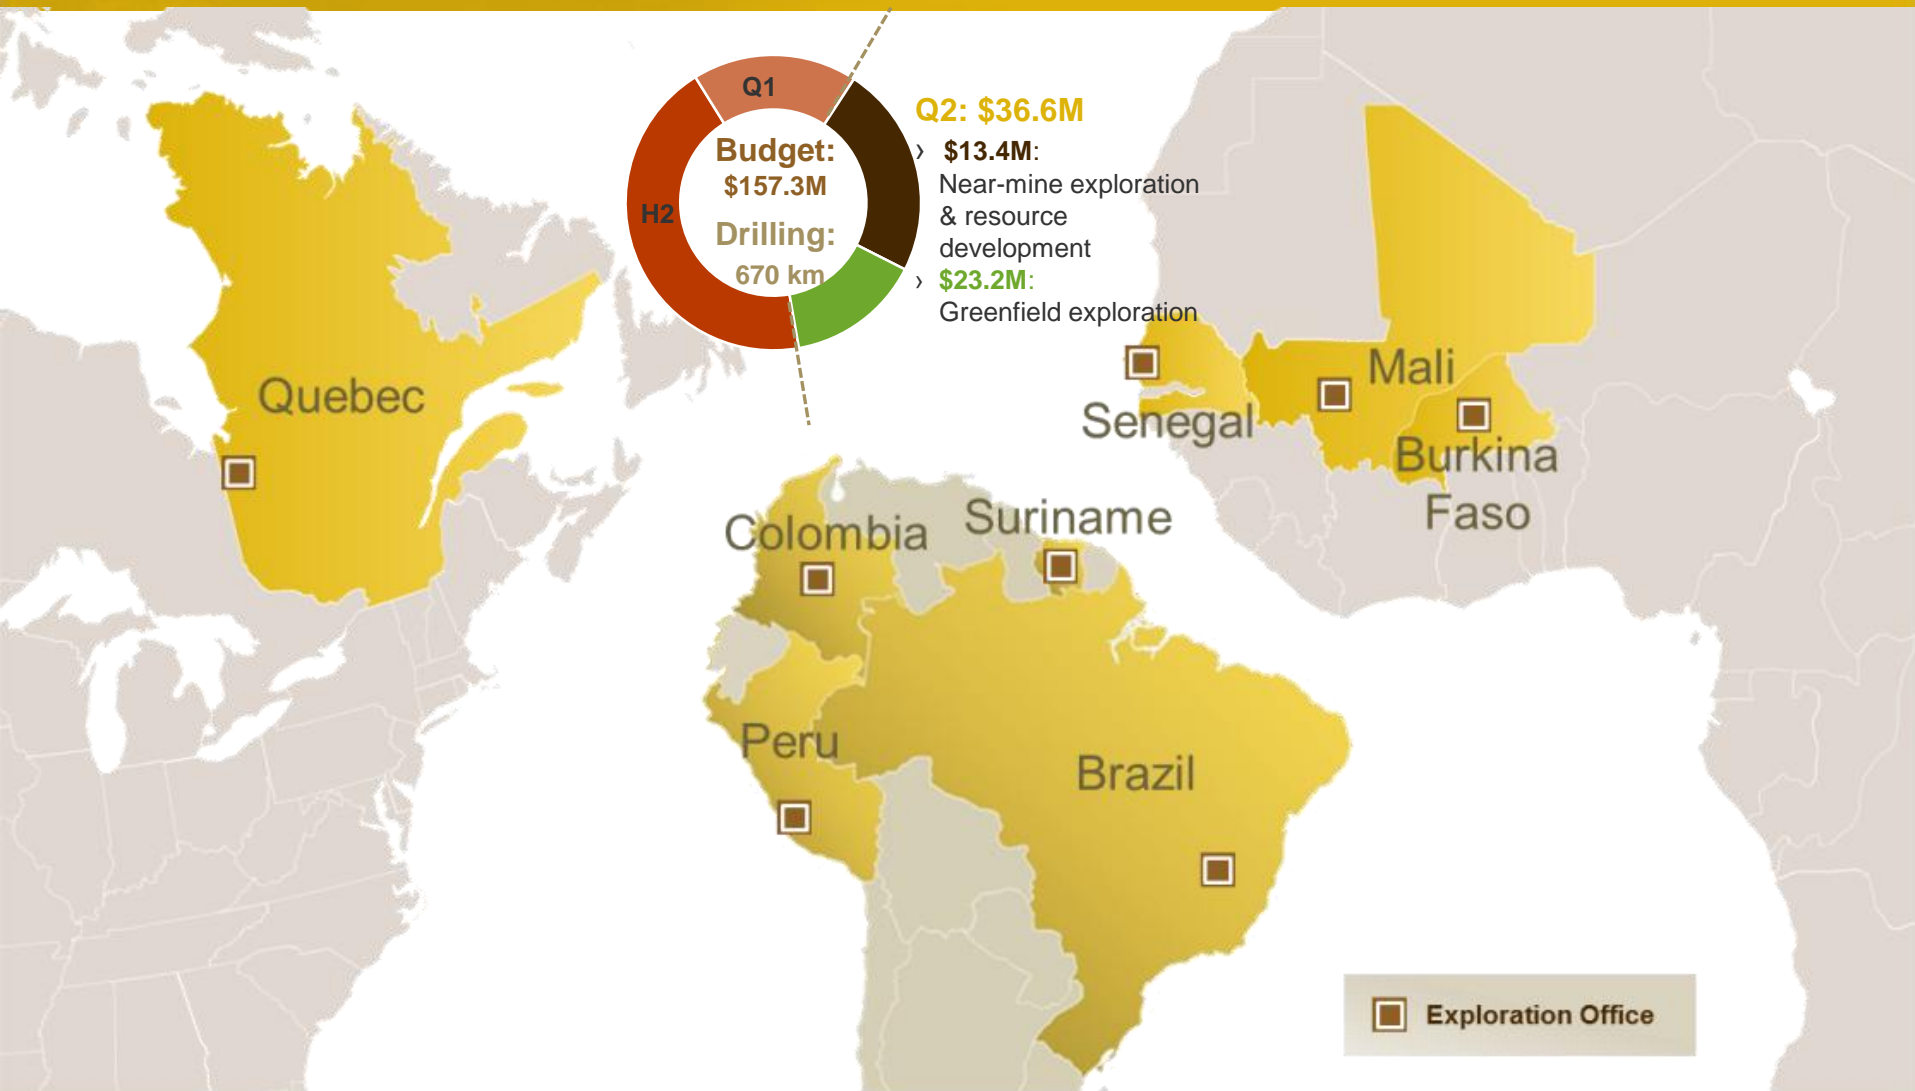 Q1
H2
Budget:
$157.3M
Drilling:
670 km
Q2: $36.6M
› $13.4M:
Near-mine exploration
& resource
development
› $23.2M:
Greenfield exploration
Quebec
Senegal
Mali
Burkina
Faso
Colombia
Suriname
Peru
Brazil
Exploration Office